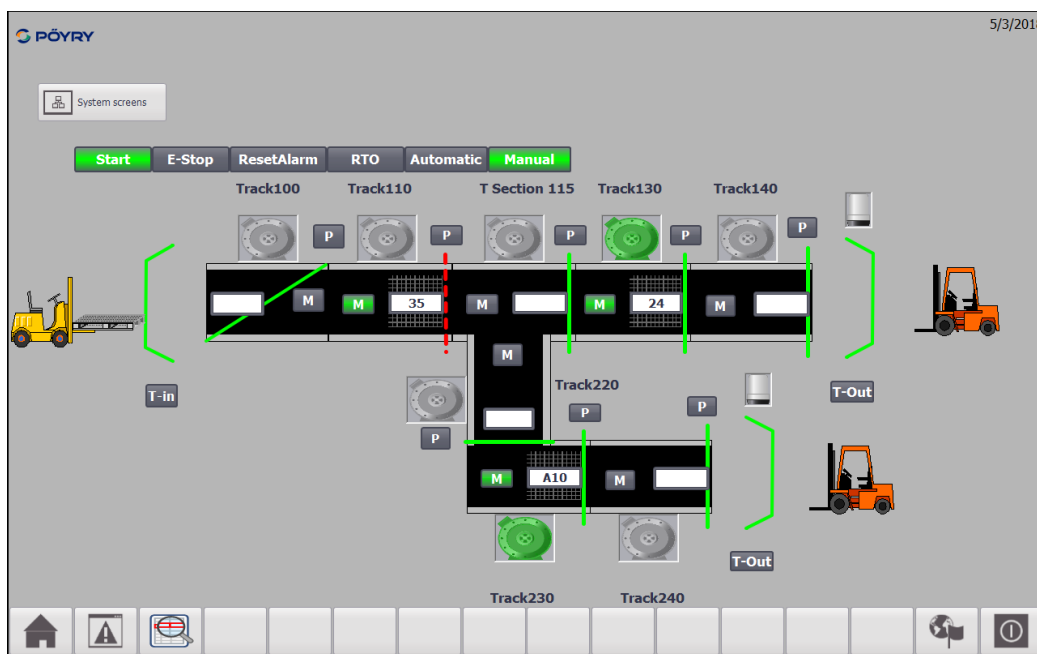 PÖYRY
5/3/2018
System screens
Start E-Stop ResetAlarm RTO Automatic Manual
Track100 Track110 T Section 115 Track130 Track140
P P P P P
M M 35 M M 24 M
M
T-in
Track220
T-Out
P P
P
M A10 M
T-Out
Track230 Track240